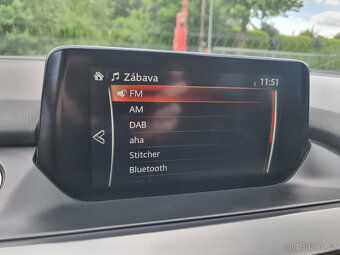 Zábava
11:51
FM
AM
DAB
aha
Stitcher
Bluetooth